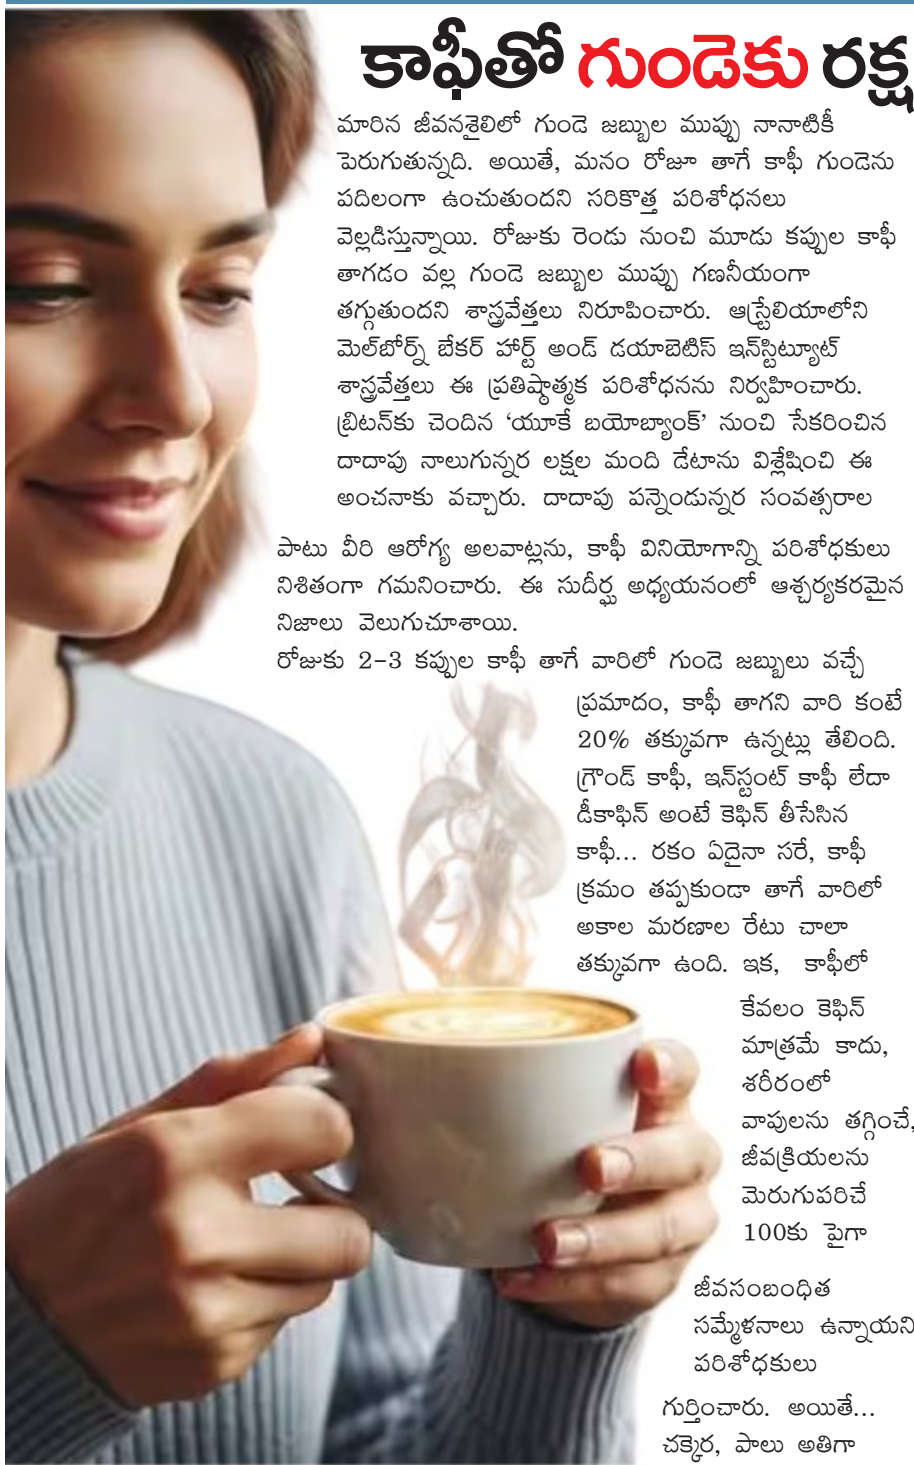 కాఫీతో గుండెకు రక్ష
మారిన జీవనశైలిలో గుండె జబ్బుల ముప్పు నానాటికీ
పెరుగుతున్నది. అయితే, మనం రోజూ తాగే కాఫీ గుండెను
పదిలంగా ఉంచుతుందని సరికొత్త పరిశోధనలు
వెల్లడిస్తున్నాయి. రోజుకు రెండు నుంచి మూడు కప్పుల కాఫీ
తాగడం వల్ల గుండె జబ్బుల ముప్పు గణనీయంగా
తగ్గుతుందని శాస్త్రవేత్తలు నిరూపించారు. ఆస్ట్రేలియాలోని
మెల్‌బోర్న్ బేకర్ హార్ట్ అండ్ డయాబెటిస్ ఇన్‌స్టిట్యూట్
శాస్త్రవేత్తలు ఈ ప్రతిష్ఠాత్మక పరిశోధనను నిర్వహించారు.
బ్రిటన్‌కు చెందిన ‘యూకే బయోబ్యాంక్’ నుంచి సేకరించిన
దాదాపు నాలుగున్నర లక్షల మంది డేటాను విశ్లేషించి ఈ
అంచనాకు వచ్చారు. దాదాపు పన్నెండున్నర సంవత్సరాల
పాటు వీరి ఆరోగ్య అలవాట్లను, కాఫీ వినియోగాన్ని పరిశోధకులు
నిశితంగా గమనించారు. ఈ సుదీర్ఘ అధ్యయనంలో ఆశ్చర్యకరమైన
నిజాలు వెలుగుచూశాయి.
రోజుకు 2-3 కప్పుల కాఫీ తాగే వారిలో గుండె జబ్బులు వచ్చే
ప్రమాదం, కాఫీ తాగని వారి కంటే
20% తక్కువగా ఉన్నట్లు తేలింది.
గ్రౌండ్ కాఫీ, ఇన్‌స్టంట్ కాఫీ లేదా
డీకాఫిన్ అంటే కెఫిన్ తీసేసిన
కాఫీ... రకం ఏదైనా సరే, కాఫీ
క్రమం తప్పకుండా తాగే వారిలో
అకాల మరణాల రేటు చాలా
తక్కువగా ఉంది. ఇక, కాఫీలో
కేవలం కెఫిన్
మాత్రమే కాదు,
శరీరంలో
వాపులను తగ్గించే,
జీవక్రియలను
మెరుగుపరిచే
100కు పైగా
జీవసంబంధిత
సమ్మేళనాలు ఉన్నాయని
పరిశోధకులు
గుర్తించారు. అయితే...
చక్కెర, పాలు అతిగా